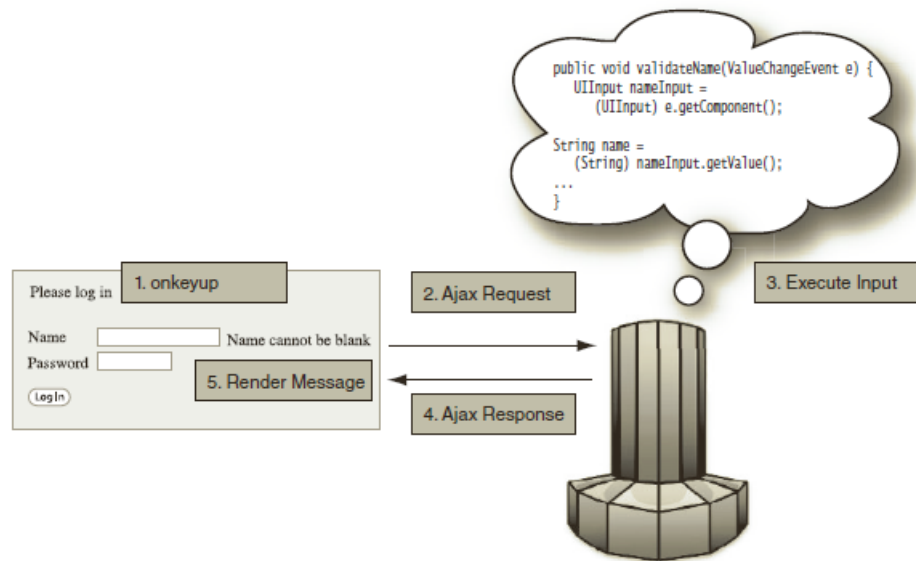 public void validateName(ValueChangeEvent e) {
UIInput nameInput =
(UIInput) e.getComponent();
String name =
(String) nameInput.getValue();
...
}
1. onkeyup
Please log in
2. Ajax Request
3. Execute Input
Name
Name cannot be blank
Password
5. Render Message
Log In
4. Ajax Response